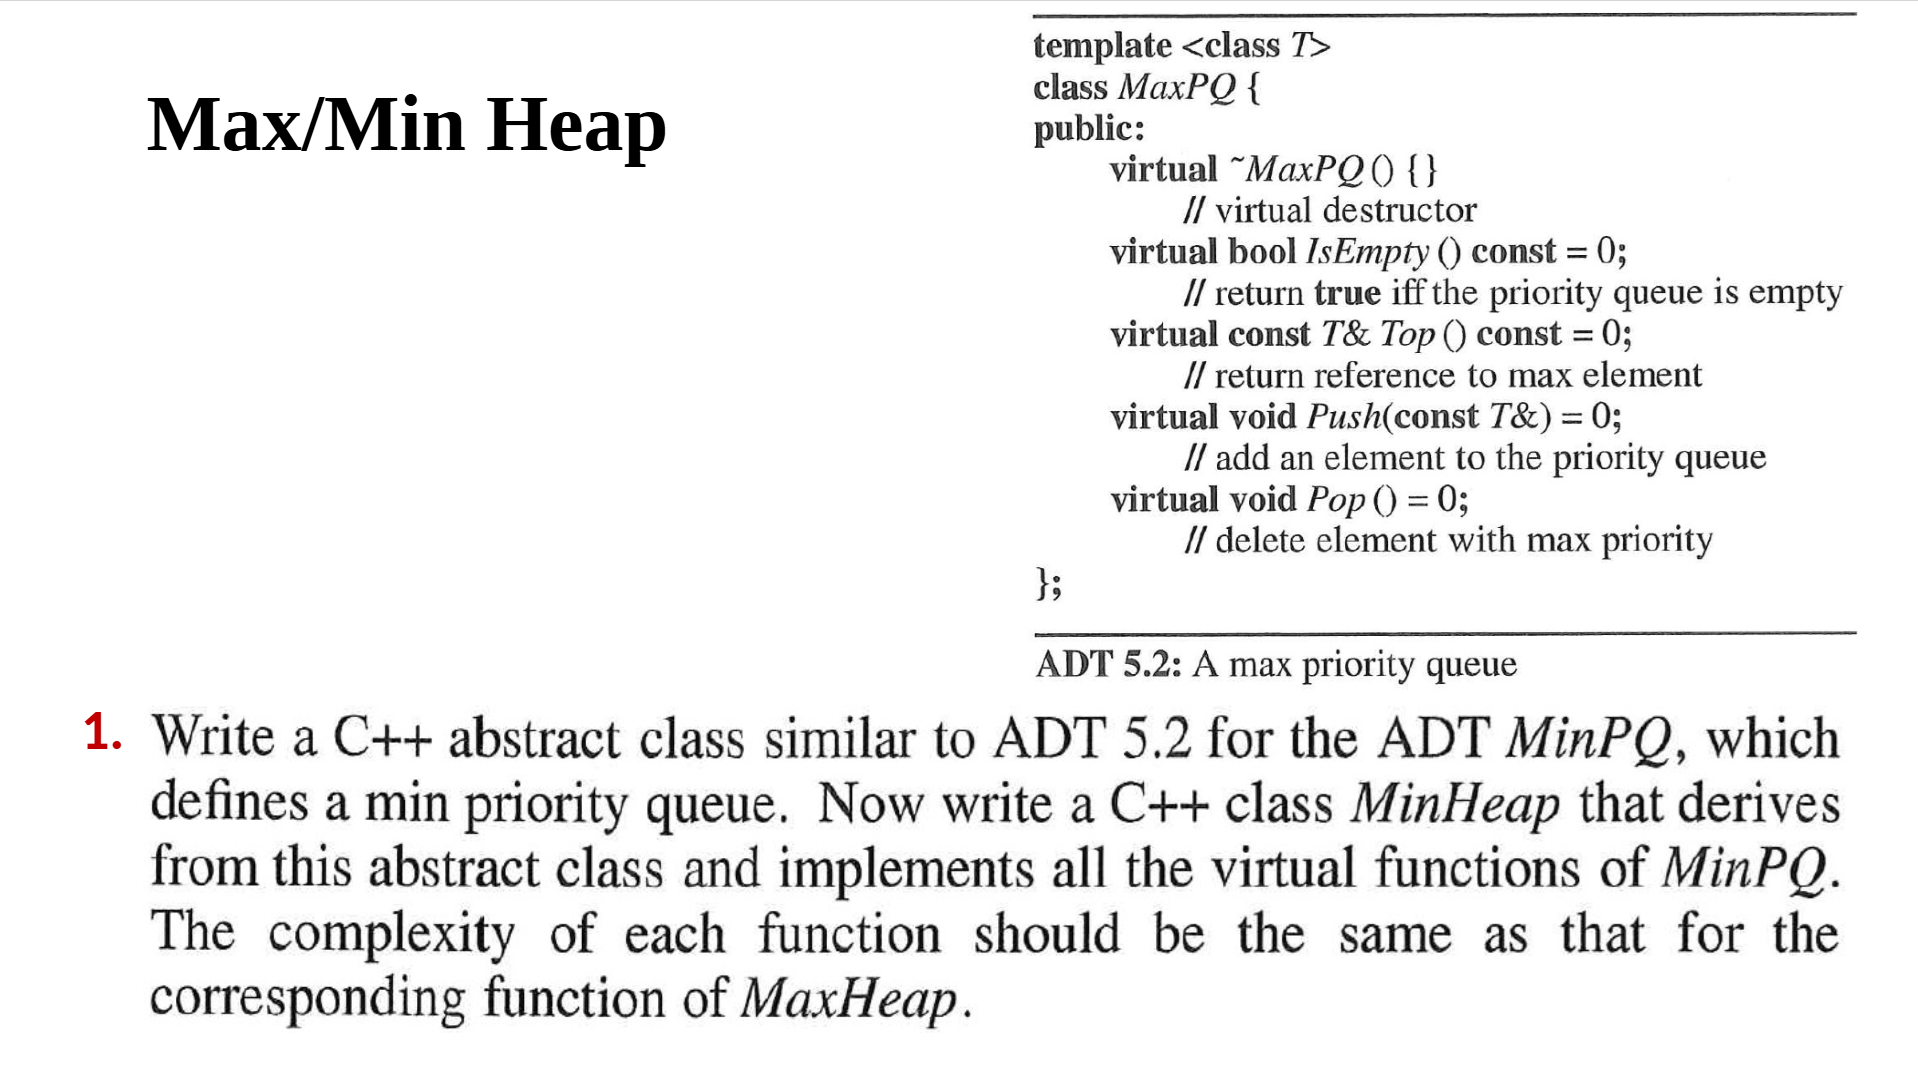 Max/Min Heap
template <class T>
class MaxPQ {
public:
virtual ~MaxPQ () { }
// virtual destructor
virtual bool IsEmpty () const = 0;
// return true iff the priority queue is empty
virtual const T& Top () const = 0;
// return reference to max element
virtual void Push(const T&) = 0;
// add an element to the priority queue
virtual void Pop () = 0;
// delete element with max priority
};
ADT 5.2: A max priority queue
1. Write a C++ abstract class similar to ADT 5.2 for the ADT MinPQ, which
defines a min priority queue. Now write a C++ class MinHeap that derives
from this abstract class and implements all the virtual functions of MinPQ.
The complexity of each function should be the same as that for the
corresponding function of MaxHeap.